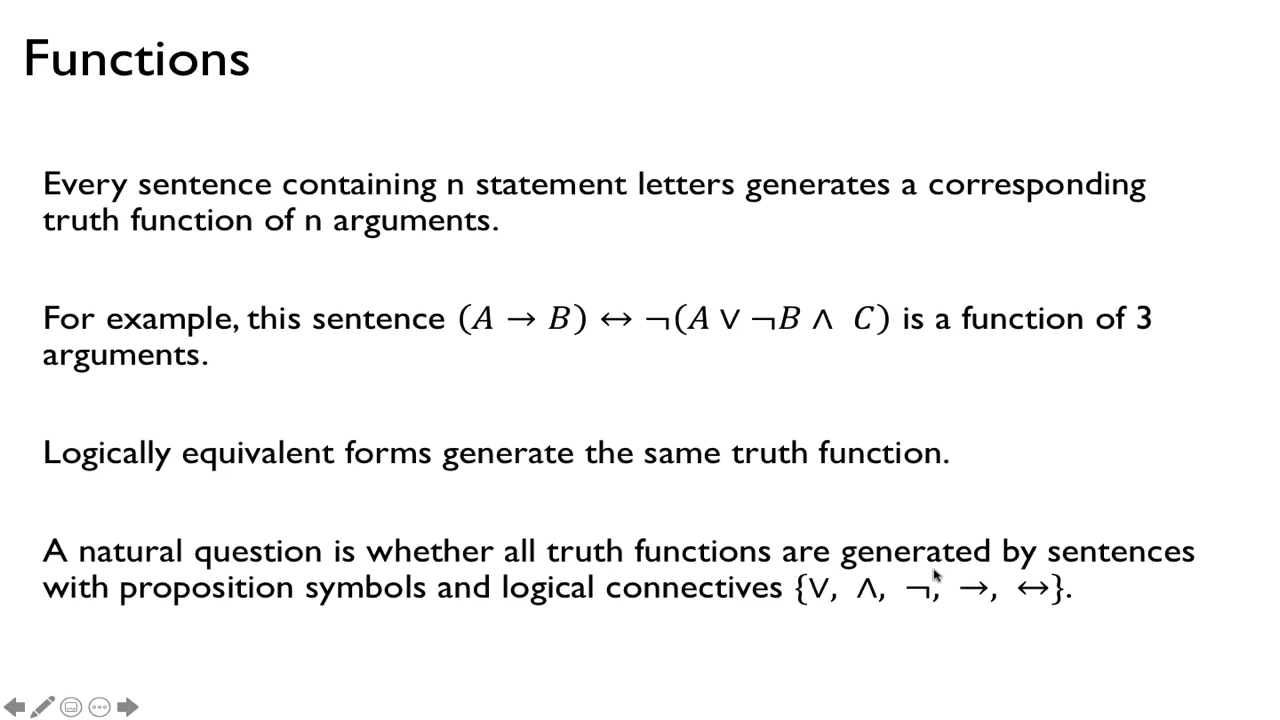 Functions
Every sentence containing n statement letters generates a corresponding
truth function of n arguments.
For example, this sentence (A → B) ↔ ¬(A ∨ ¬B ∧ C) is a function of 3
arguments.
Logically equivalent forms generate the same truth function.
A natural question is whether all truth functions are generated by sentences
with proposition symbols and logical connectives {∨, ∧, ¬, →, ↔}.